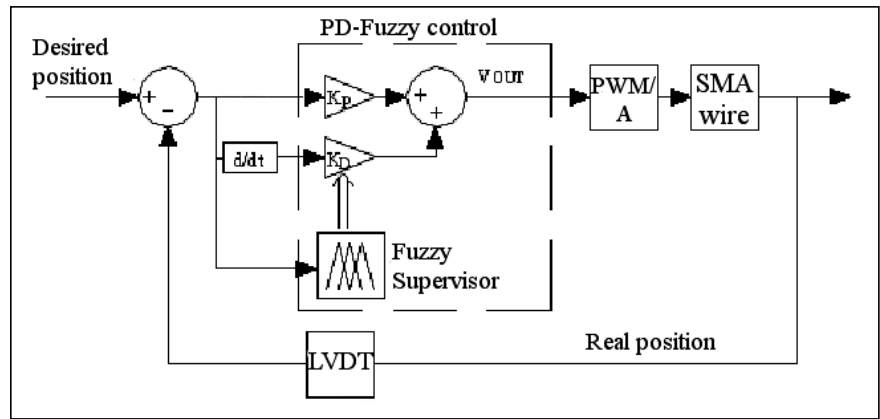 PD-Fuzzy control
Desired
position
+
-
KP
+
+
VOUT
PWM/
A
SMA
wire
d/dt
KD
Fuzzy
Supervisor
Real position
LVDT